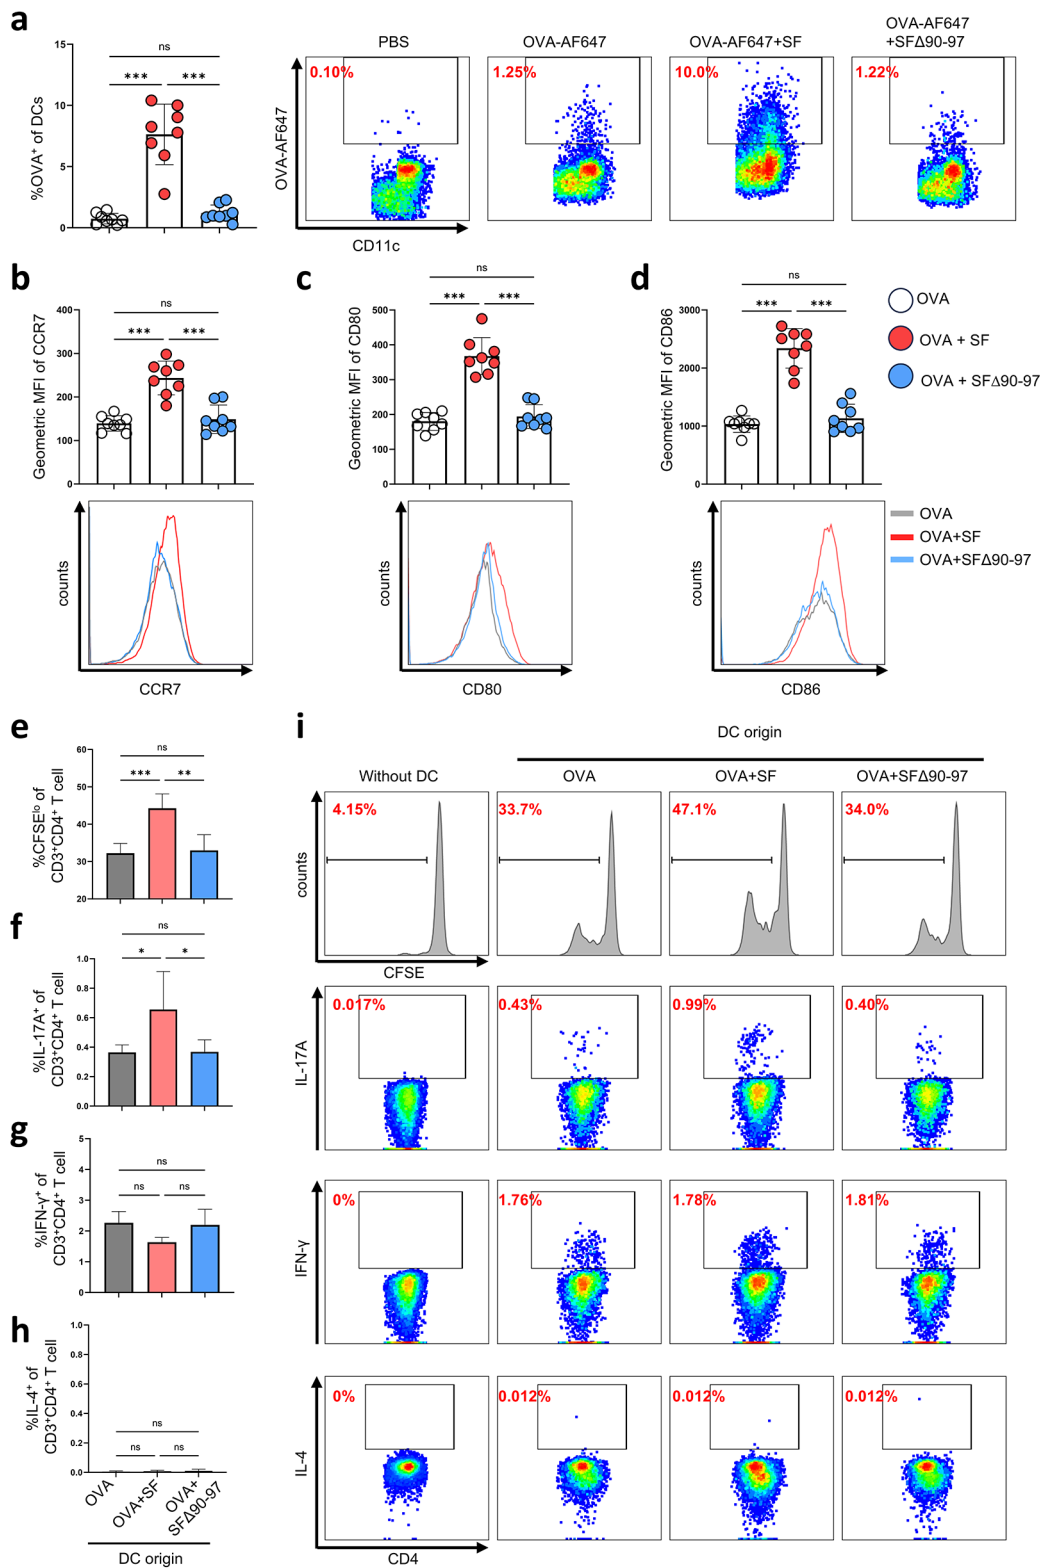 a
15
10
5
0
%OVA⁺ of DCs
ns
***
***
PBS
OVA-AF647
OVA-AF647+SF
OVA-AF647
+SFΔ90-97
0.10%
1.25%
10.0%
1.22%
OVA-AF647
CD11c
b
400
300
200
100
0
Geometric MFI of CCR7
ns
***
***
counts
CCR7
c
500
400
300
200
100
0
Geometric MFI of CD80
ns
***
***
counts
CD80
d
3000
2000
1000
0
Geometric MFI of CD86
ns
***
***
counts
CD86
OVA
OVA + SF
OVA + SFΔ90-97
OVA
OVA+SF
OVA+SFΔ90-97
e
60
50
40
30
20
%CFSEˡᵒ of
CD3⁺CD4⁺ T cell
ns
***
**
f
1.0
0.8
0.6
0.4
0.2
0.0
%IL-17A⁺ of
CD3⁺CD4⁺ T cell
ns
*
*
g
5
4
3
2
1
0
%IFN-γ⁺ of
CD3⁺CD4⁺ T cell
ns
ns
ns
h
1.0
0.8
0.6
0.4
0.2
0.0
%IL-4⁺ of
CD3⁺CD4⁺ T cell
ns
ns
ns
OVA
OVA+SF
OVA+
SFΔ90-97
DC origin
i
DC origin
Without DC
OVA
OVA+SF
OVA+SFΔ90-97
4.15%
33.7%
47.1%
34.0%
counts
CFSE
0.017%
0.43%
0.99%
0.40%
IL-17A
0%
1.76%
1.78%
1.81%
IFN-γ
0%
0.012%
0.012%
0.012%
IL-4
CD4